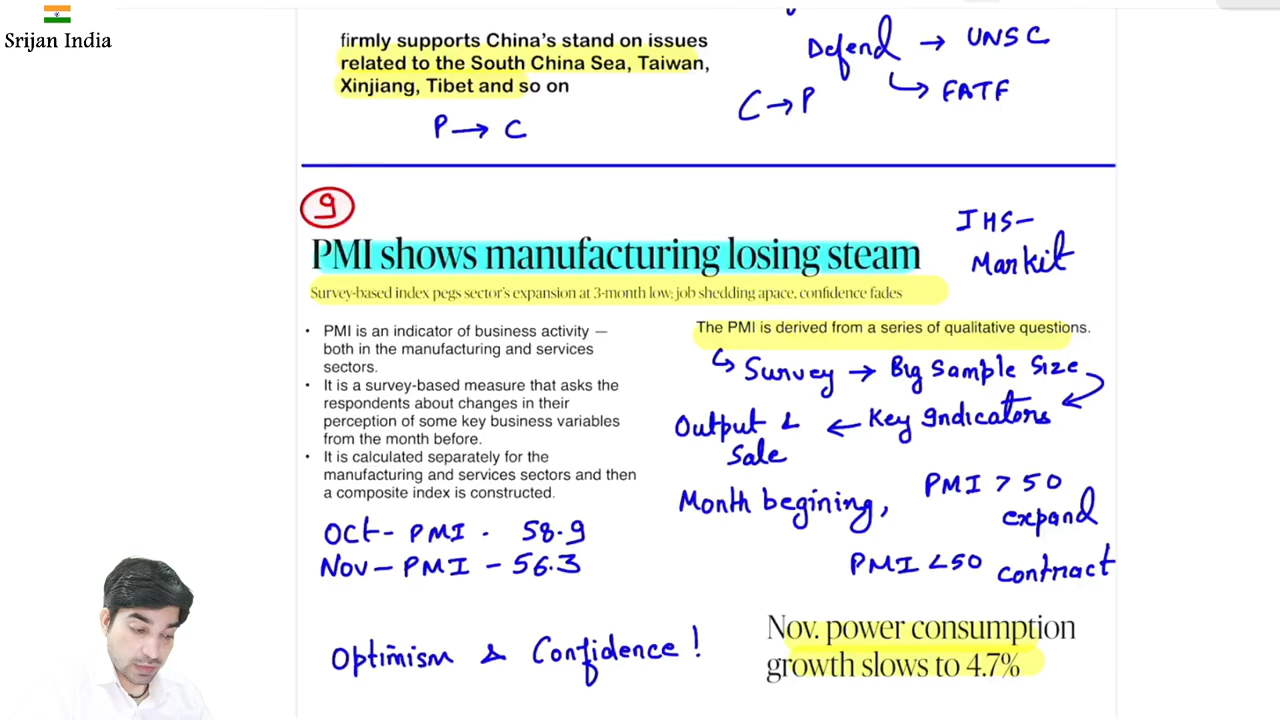 Srijan India
firmly supports China's stand on issues
related to the South China Sea, Taiwan,
Xinjiang, Tibet and so on
P → C
Defend → UNSC
↳ FATF
C → P
9
PMI shows manufacturing losing steam
Survey-based index pegs sector's expansion at 3-month low; job shedding apace, confidence fades
IHS-
Markit
• PMI is an indicator of business activity —
both in the manufacturing and services
sectors.
• It is a survey-based measure that asks the
respondents about changes in their
perception of some key business variables
from the month before.
• It is calculated separately for the
manufacturing and services sectors and then
a composite index is constructed.
Oct- PMI - 58.9
Nov - PMI - 56.3
Optimism & Confidence!
The PMI is derived from a series of qualitative questions.
↳ Survey → Big Sample Size
Output & ← Key Indicators
Sale
Month begining, PMI > 50
expand
PMI < 50 contract
Nov. power consumption
growth slows to 4.7%